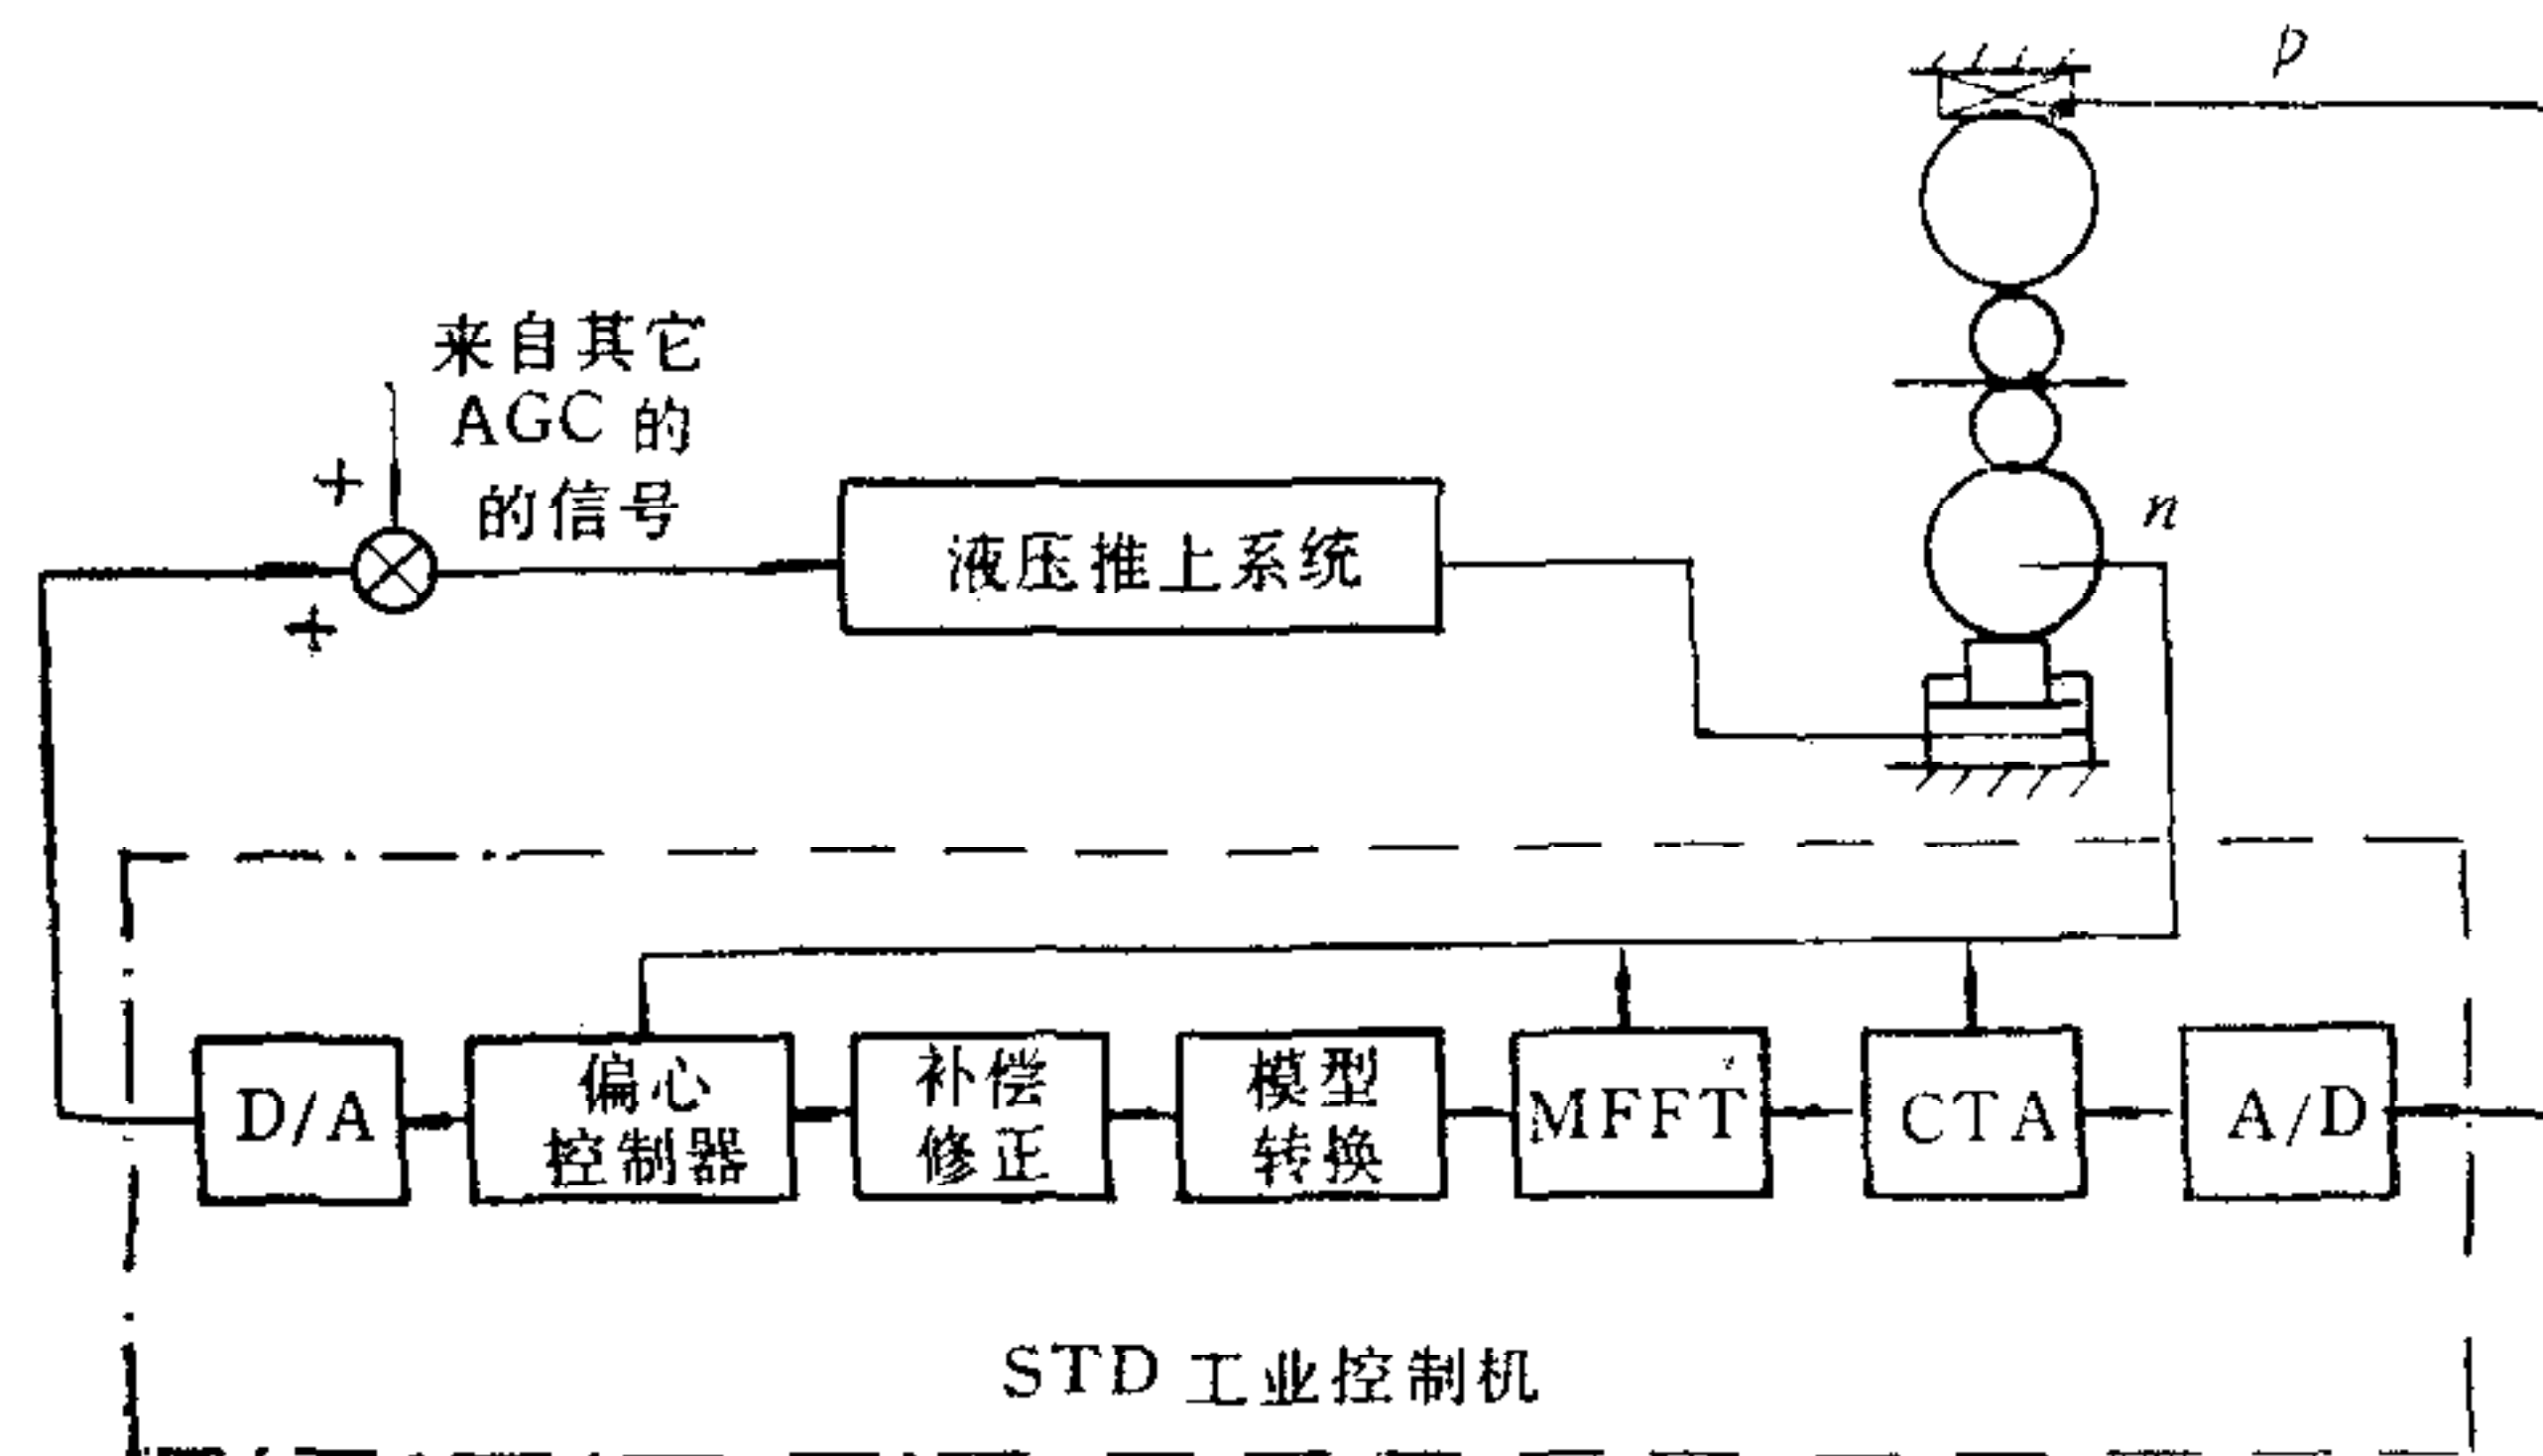 p
来自其它
AGC 的
的信号
+
+
液压推上系统
n
D/A
偏心
控制器
补偿
修正
模型
转换
MFFT
CTA
A/D
STD 工业控制机